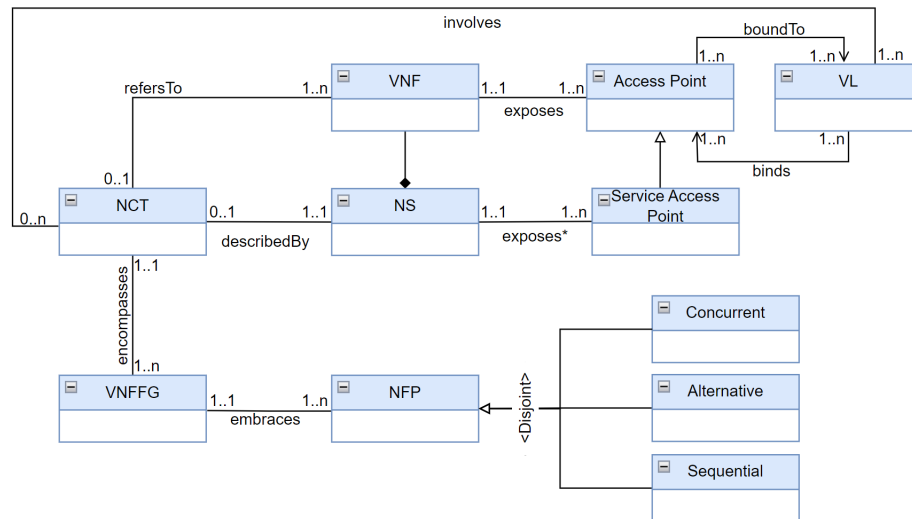 involves
boundTo
1..n
1..n
1..n
VNF
Access Point
VL
refersTo
1..n
1..1
1..n
exposes
1..n
1..n
binds
0..1
NCT
NS
Service Access
Point
0..n
0..1
1..1
1..1
1..n
describedBy
exposes*
1..1
encompasses
Concurrent
1..n
VNFFG
NFP
<Disjoint>
Alternative
1..1
1..n
embraces
Sequential